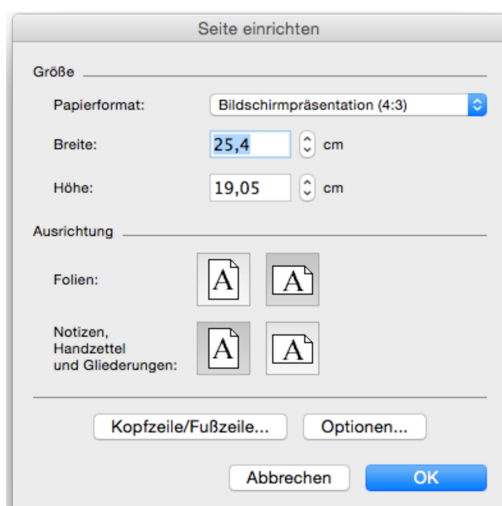 Seite einrichten
Größe
Papierformat: Bildschirmpräsentation (4:3)
Breite: 25,4 cm
Höhe: 19,05 cm
Ausrichtung
Folien: A A
Notizen,
Handzettel
und Gliederungen: A A
Kopfzeile/Fußzeile... Optionen...
Abbrechen OK